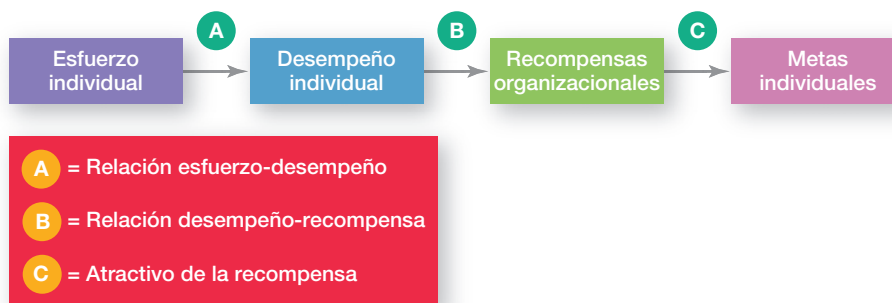 A
B
C
Esfuerzo
individual
Desempeño
individual
Recompensas
organizacionales
Metas
individuales
A = Relación esfuerzo-desempeño
B = Relación desempeño-recompensa
C = Atractivo de la recompensa